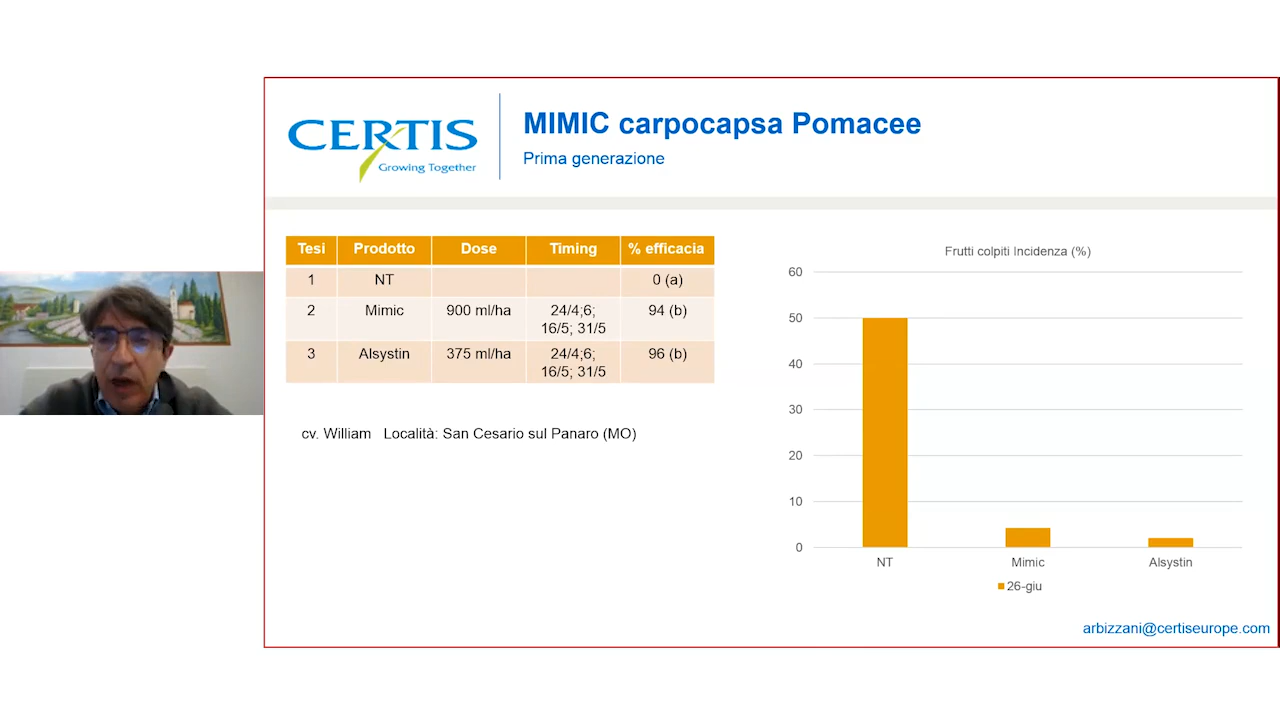 CERTIS
Growing Together
MIMIC carpocapsa Pomacee
Prima generazione
Tesi Prodotto Dose Timing % efficacia
1 NT 0 (a)
2 Mimic 900 ml/ha 24/4;6; 16/5; 31/5 94 (b)
3 Alsystin 375 ml/ha 24/4;6; 16/5; 31/5 96 (b)
cv. William Località: San Cesario sul Panaro (MO)
Frutti colpiti Incidenza (%)
60
50
40
30
20
10
0
NT Mimic Alsystin
26-giu
arbizzani@certiseurope.com